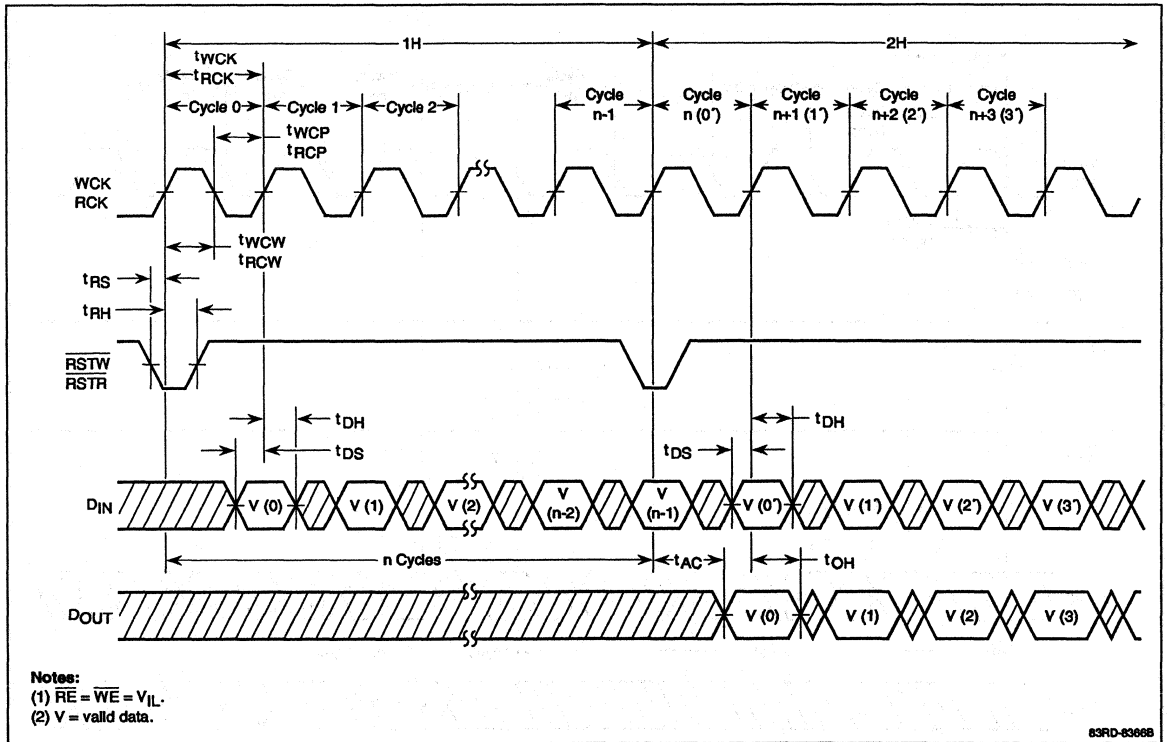 1H 2H
tWCK
tRCK
Cycle 0 Cycle 1 Cycle 2 Cycle n-1 Cycle n (0´) Cycle n+1 (1´) Cycle n+2 (2´) Cycle n+3 (3´)
tWCP
tRCP
WCK
RCK
tWCW
tRCW
tRS
tRH
RSTW
RSTR
tDH tDH
tDS tDS
DIN V (0) V (1) V (2) V (n-2) V (n-1) V (0´) V (1´) V (2´) V (3´)
n Cycles tAC tOH
DOUT V (0) V (1) V (2) V (3)
Notes:
(1) RE = WE = VIL.
(2) V = valid data.
83RD-8366B